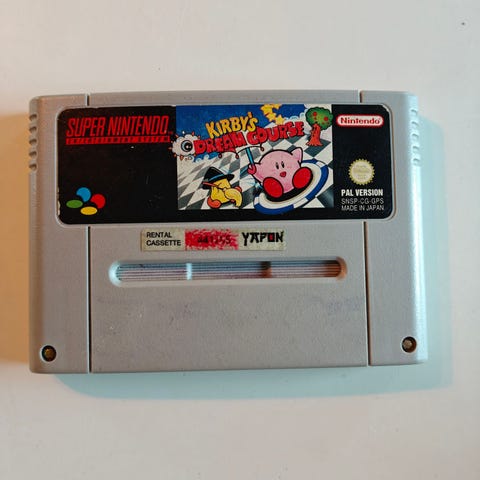 SUPER NINTENDO
ENTERTAINMENT SYSTEM
KIRBY'S
DREAM COURSE
Nintendo
PAL VERSION
SNSP-CG-GPS
MADE IN JAPAN
RENTAL
CASSETTE
YAPON